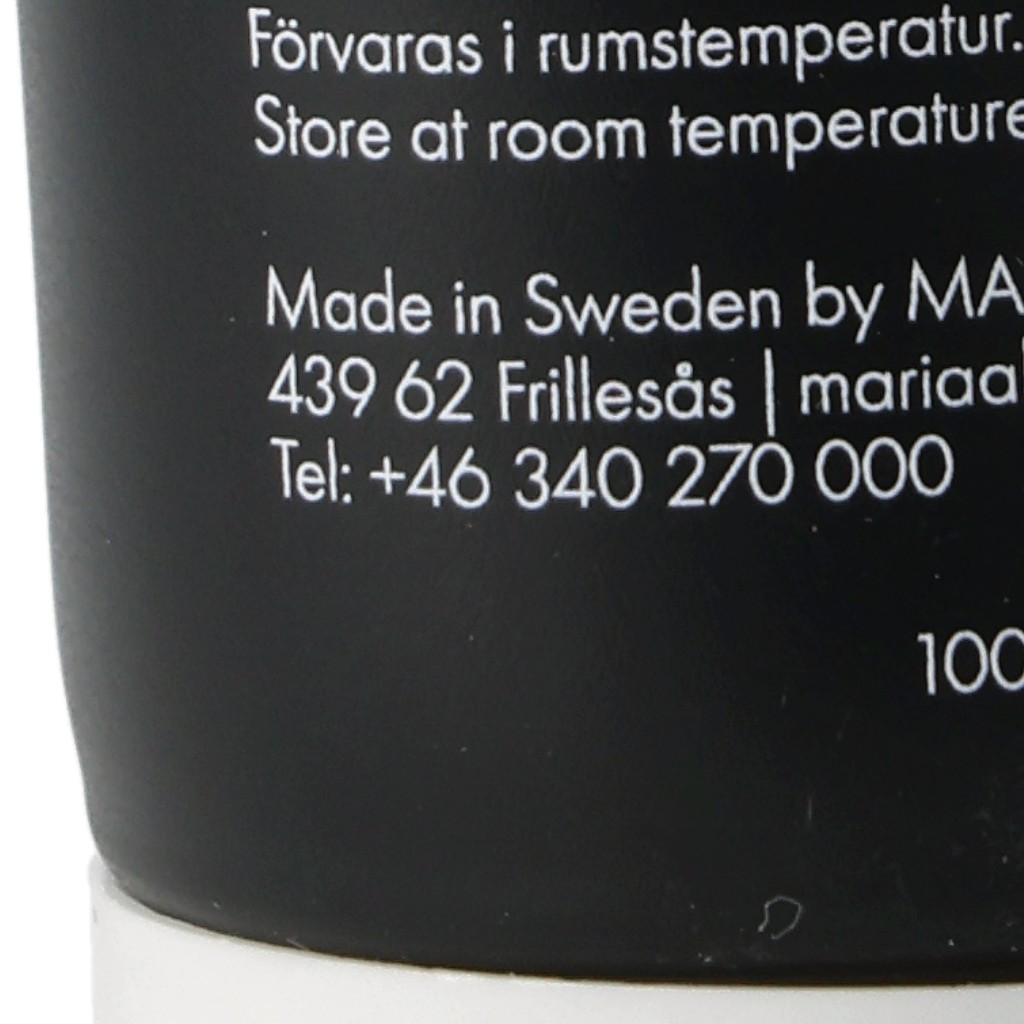 Förvaras i rumstemperatur.
Store at room temperature
Made in Sweden by MA
439 62 Frillesås | mariaal
Tel: +46 340 270 000
100